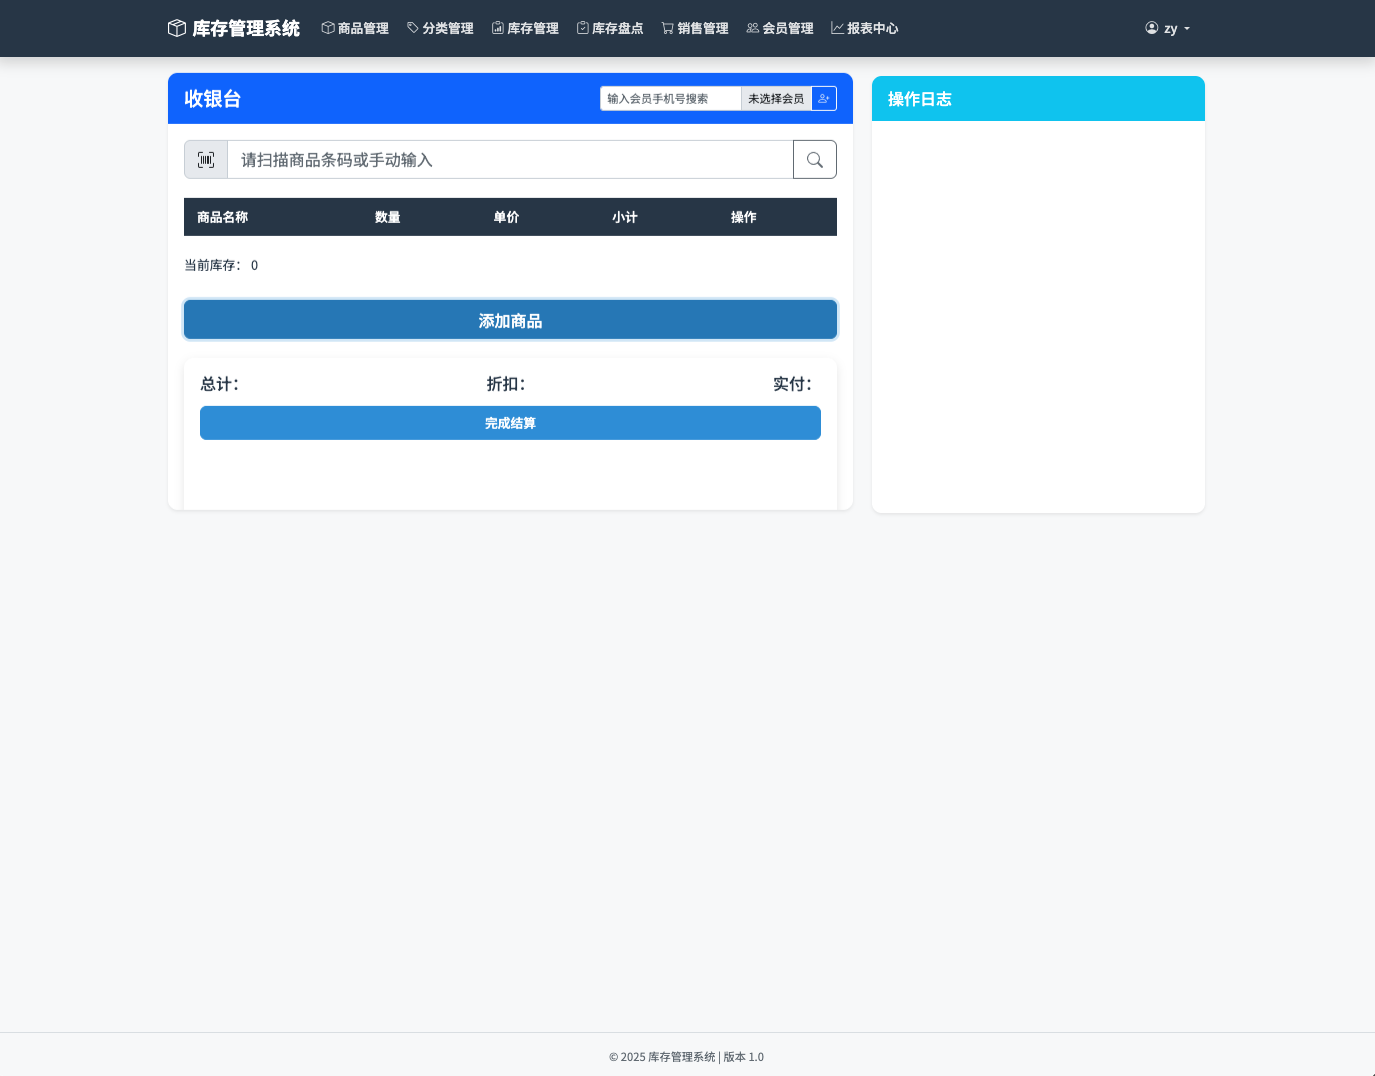 库存管理系统 商品管理 分类管理 库存管理 库存盘点 销售管理 会员管理 报表中心 zy
收银台 输入会员手机号搜索 未选择会员
操作日志
请扫描商品条码或手动输入
商品名称 数量 单价 小计 操作
当前库存： 0
添加商品
总计： 折扣： 实付：
完成结算
© 2025 库存管理系统 | 版本 1.0